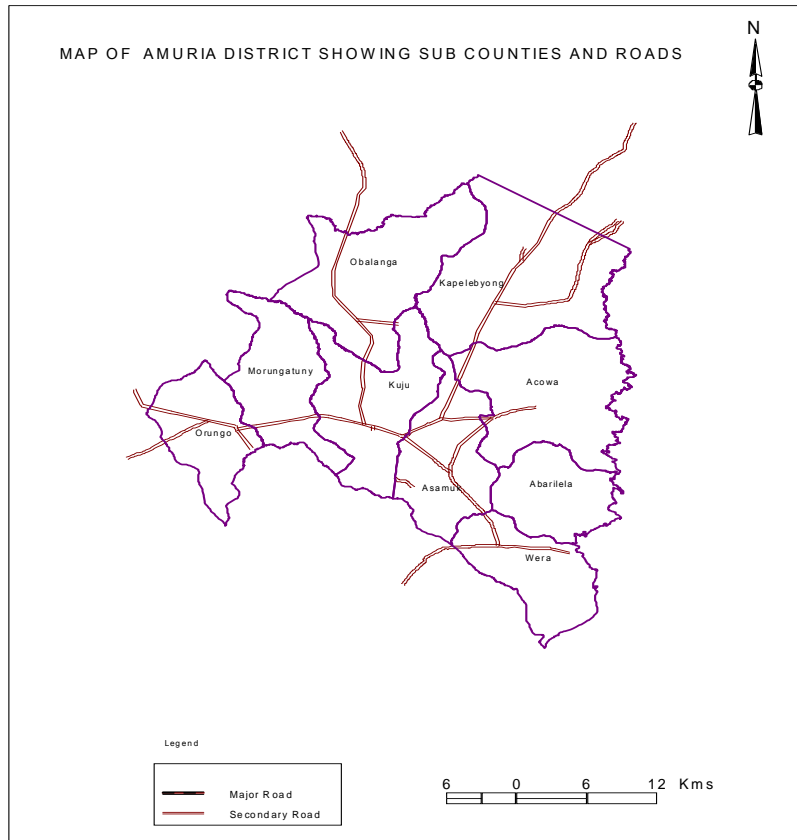 N
MAP OF AMURIA DISTRICT SHOWING SUB COUNTIES AND ROADS
Obalanga
Kapelebyong
Morungatuny
Kuju
Acowa
Orungo
Asamuk
Abarilela
Wera
Legend
Major Road
Secondary Road
6 0 6 12 Kms